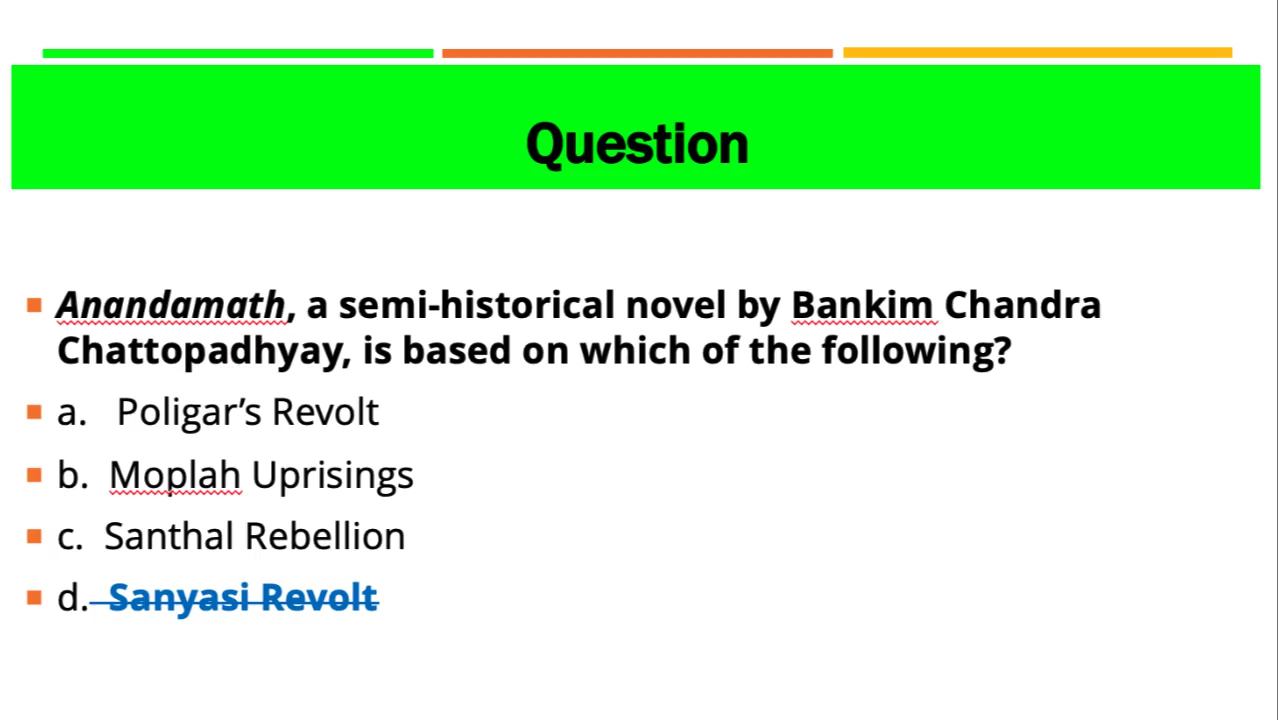 Question
Anandamath, a semi-historical novel by Bankim Chandra
Chattopadhyay, is based on which of the following?
a. Poligar’s Revolt
b. Moplah Uprisings
c. Santhal Rebellion
d. Sanyasi Revolt